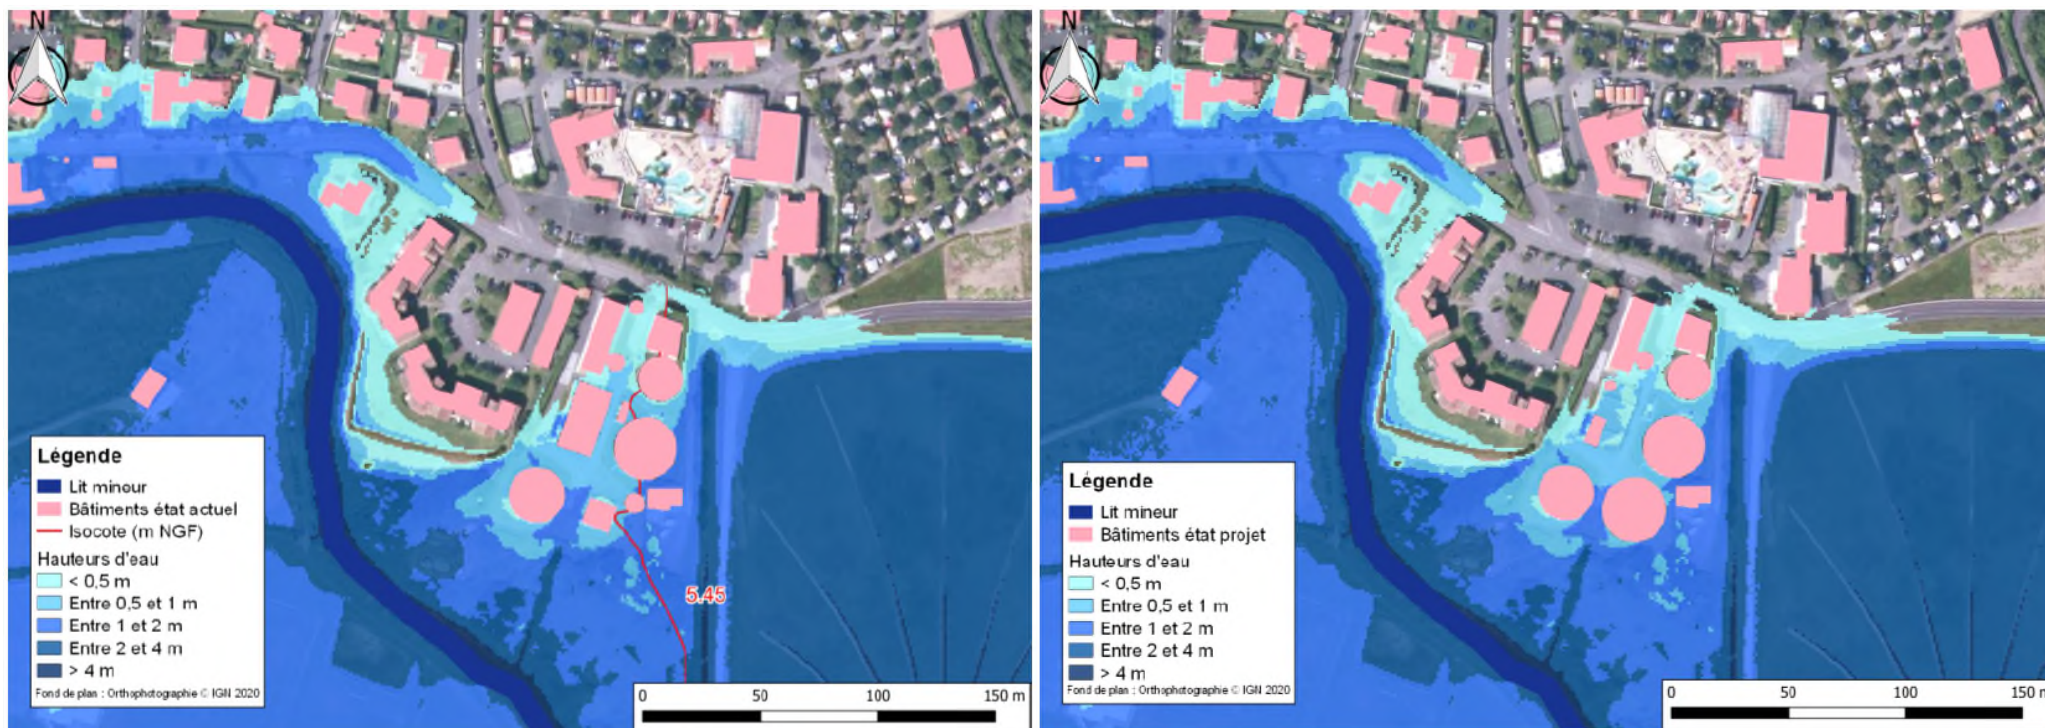 N
Légende
Lit mineur
Bâtiments état actuel
Isocote (m NGF)
Hauteurs d'eau
< 0,5 m
Entre 0,5 et 1 m
Entre 1 et 2 m
Entre 2 et 4 m
> 4 m
Fond de plan : Orthophotographie © IGN 2020
5.45
0 50 100 150 m
N
Légende
Lit mineur
Bâtiments état projet
Hauteurs d'eau
< 0,5 m
Entre 0,5 et 1 m
Entre 1 et 2 m
Entre 2 et 4 m
> 4 m
Fond de plan : Orthophotographie © IGN 2020
0 50 100 150 m